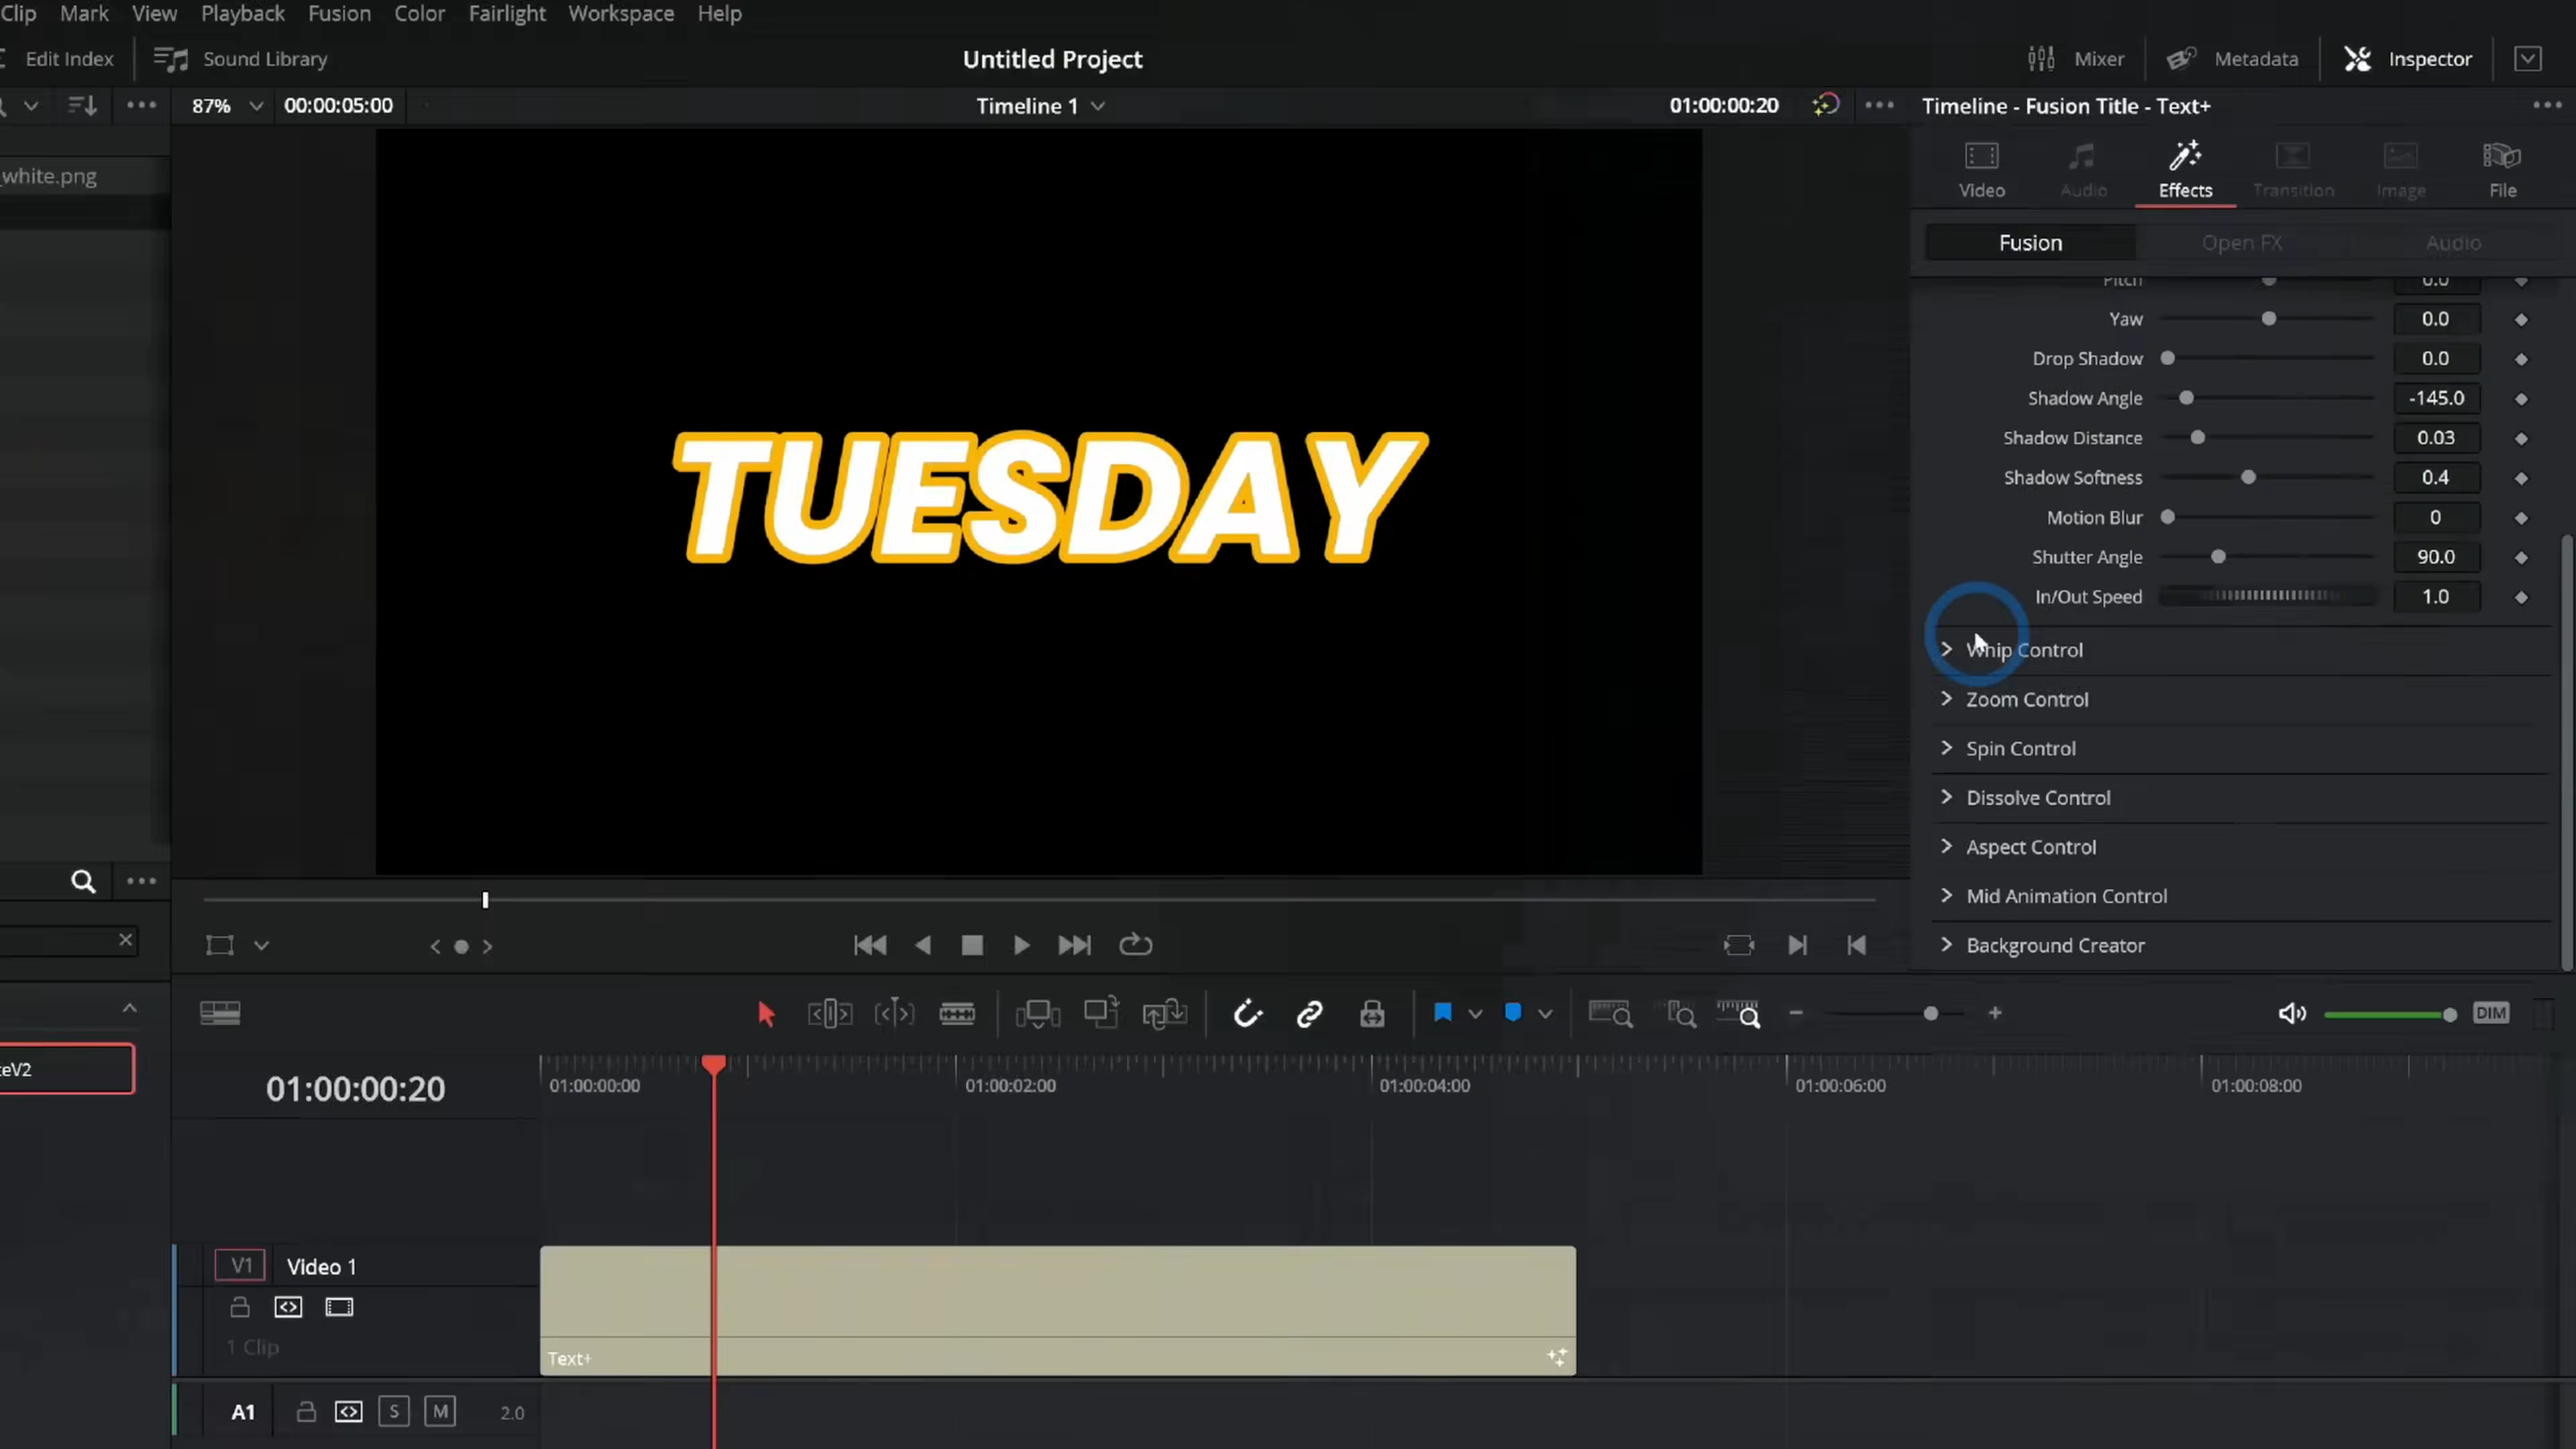 Clip Mark View Playback Fusion Color Fairlight Workspace Help
Edit Index Sound Library Untitled Project Mixer Metadata Inspector
87% 00:00:05:00 Timeline 1 01:00:00:20 Timeline - Fusion Title - Text+
_white.png
Video Audio Effects Transition Image File
Fusion Open FX Audio
Pitch 0.0
Yaw 0.0
Drop Shadow 0.0
Shadow Angle -145.0
Shadow Distance 0.03
Shadow Softness 0.4
Motion Blur 0
Shutter Angle 90.0
In/Out Speed 1.0
TUESDAY
Whip Control
Zoom Control
Spin Control
Dissolve Control
Aspect Control
Mid Animation Control
Background Creator
DIM
eV2
01:00:00:20
01:00:00:00 01:00:02:00 01:00:04:00 01:00:06:00 01:00:08:00
V1 Video 1
1 Clip
Text+
A1 S M 2.0